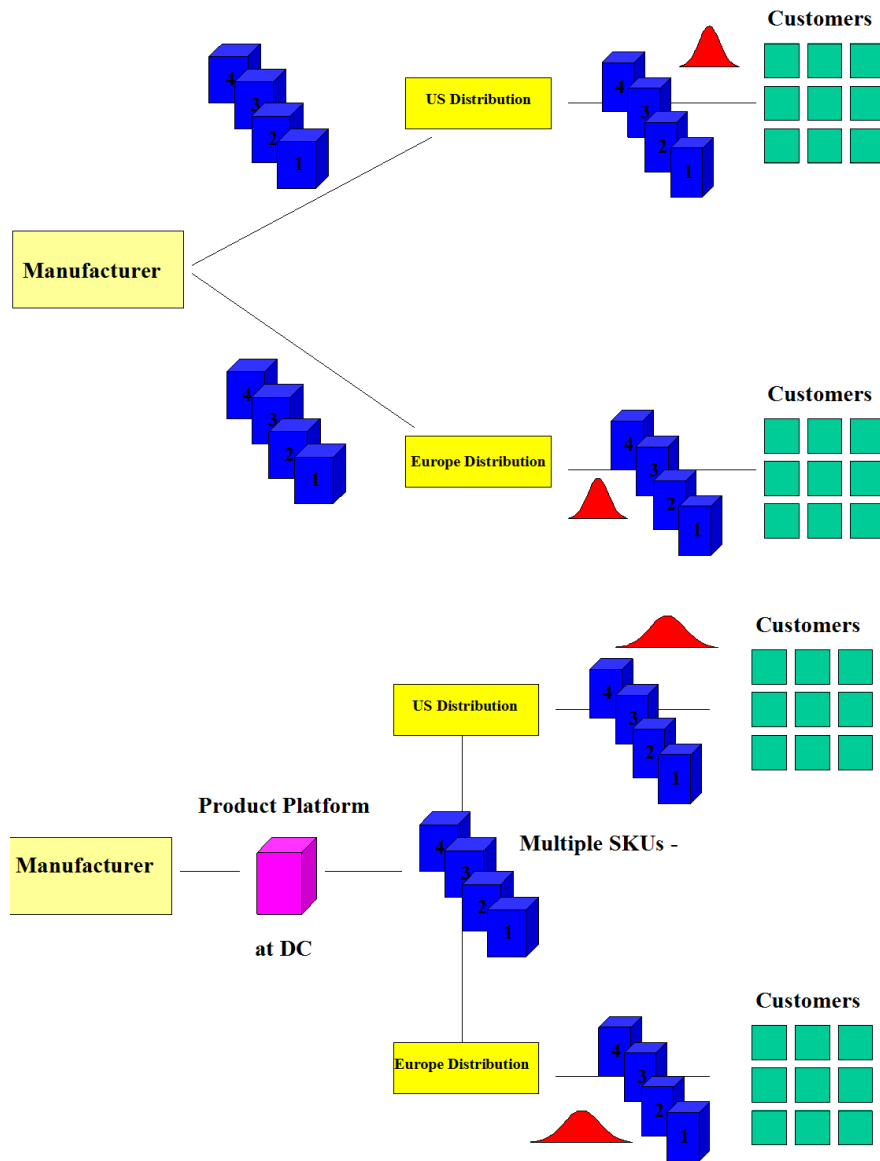 Customers
4
3
2
1
US Distribution
4
3
2
1
Manufacturer
4
3
2
1
Europe Distribution
Customers
4
3
2
1
Customers
US Distribution
4
3
2
1
Product Platform
Manufacturer
4
3
2
1
Multiple SKUs -
at DC
Customers
Europe Distribution
4
3
2
1